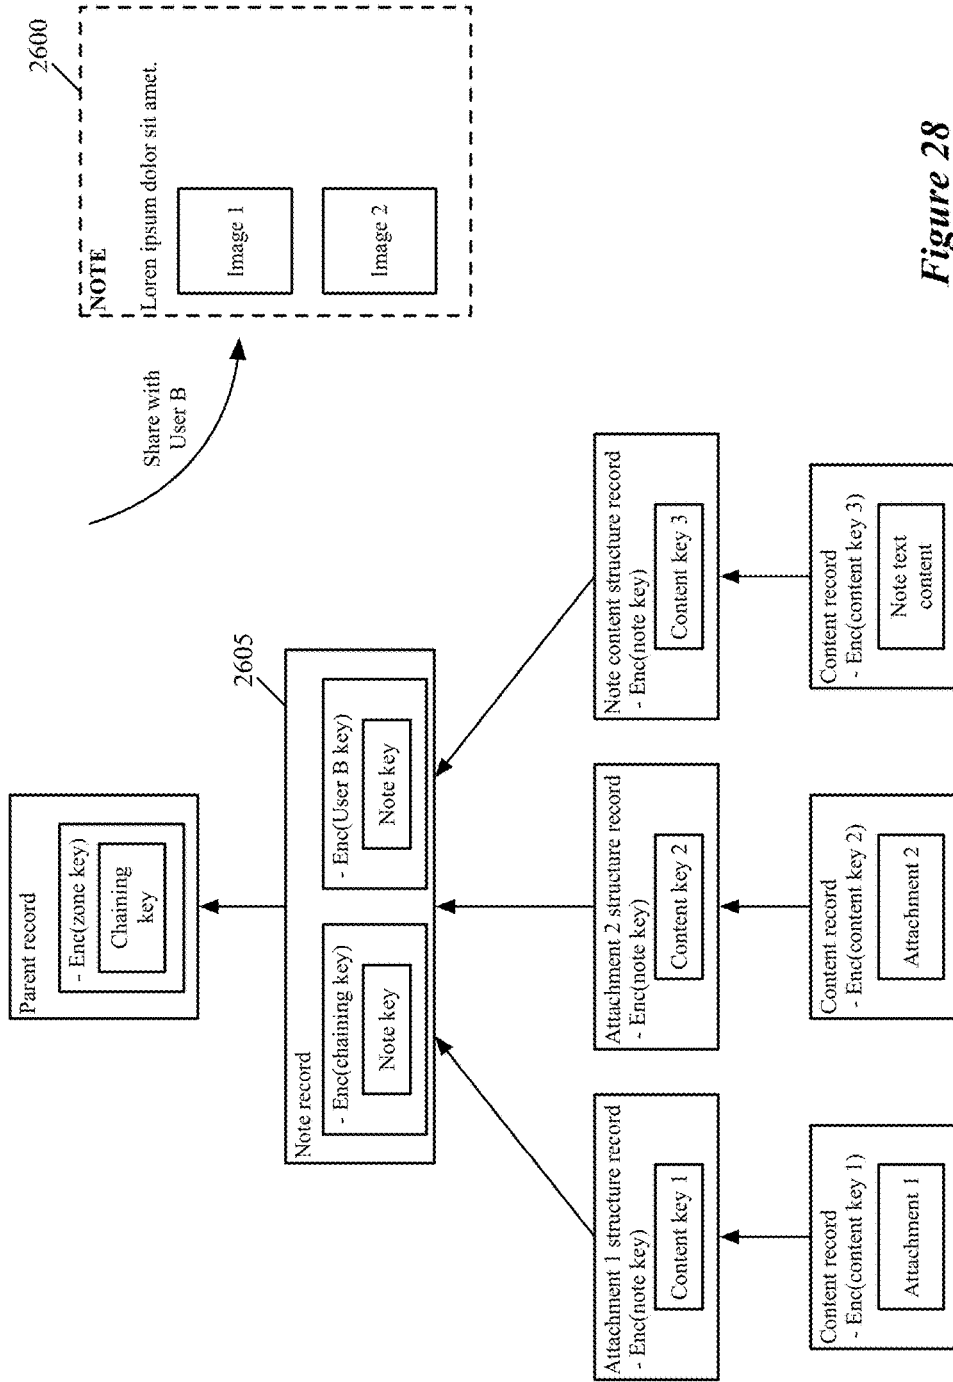 Parent record
- Enc(zone key)
Chaining
key
2605
Note record
- Enc(chaining key)
Note key
- Enc(User B key)
Note key
Attachment 1 structure record
- Enc(note key)
Content key 1
Attachment 2 structure record
- Enc(note key)
Content key 2
Note content structure record
- Enc(note key)
Content key 3
Content record
- Enc(content key 1)
Attachment 1
Content record
- Enc(content key 2)
Attachment 2
Content record
- Enc(content key 3)
Note text
content
Share with
User B
2600
NOTE
Loren ipsum dolor sit amet.
Image 1
Image 2
Figure 28